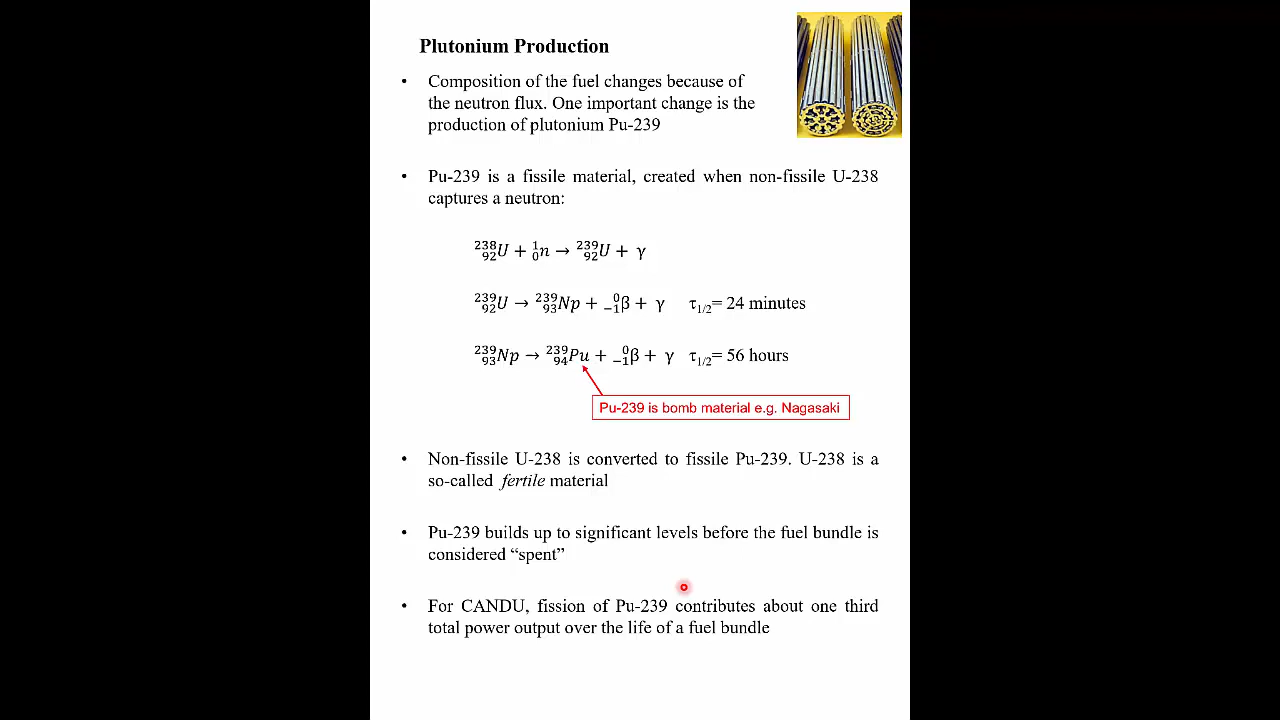 Plutonium Production
• Composition of the fuel changes because of
the neutron flux. One important change is the
production of plutonium Pu-239
• Pu-239 is a fissile material, created when non-fissile U-238
captures a neutron:
²³⁸₉₂U + ¹₀n → ²³⁹₉₂U + γ
²³⁹₉₂U → ²³⁹₉₃Np + ⁰₋₁β + γ τ₁/₂= 24 minutes
²³⁹₉₃Np → ²³⁹₉₄Pu + ⁰₋₁β + γ τ₁/₂= 56 hours
Pu-239 is bomb material e.g. Nagasaki
• Non-fissile U-238 is converted to fissile Pu-239. U-238 is a
so-called fertile material
• Pu-239 builds up to significant levels before the fuel bundle is
considered “spent”
• For CANDU, fission of Pu-239 contributes about one third
total power output over the life of a fuel bundle